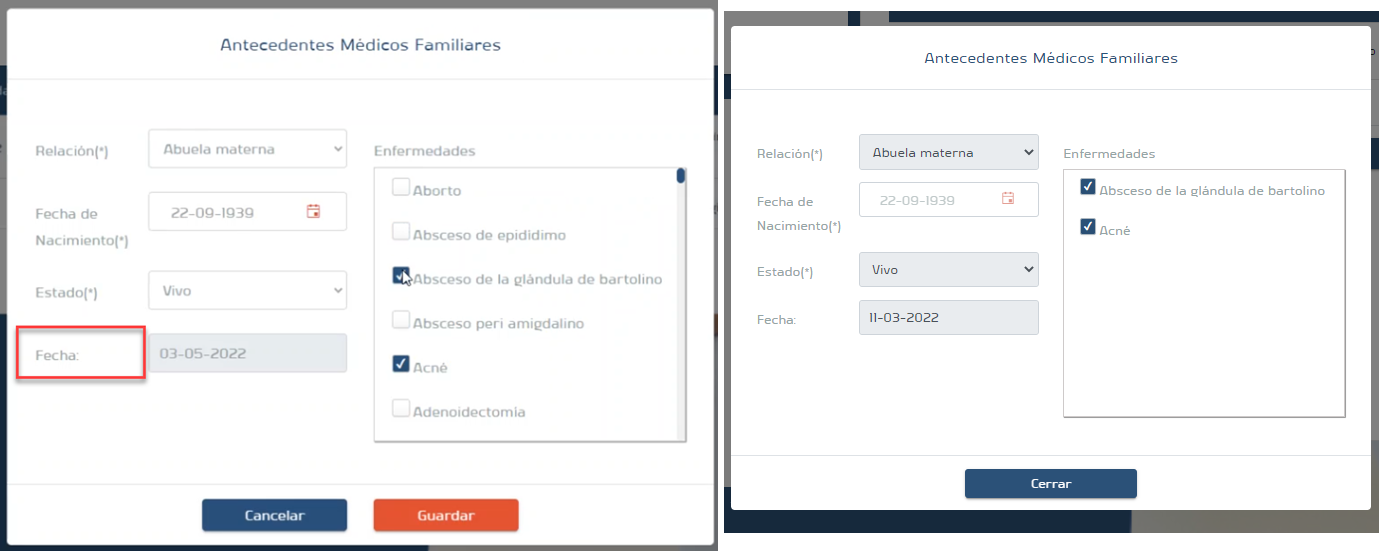 Antecedentes Médicos Familiares
Relación(*)
Abuela materna
Fecha de
Nacimiento(*)
22-09-1939
Estado(*)
Vivo
Fecha:
03-05-2022
Enfermedades
Aborto
Absceso de epididimo
Absceso de la glándula de bartolino
Absceso peri amigdalino
Acné
Adenoidectomía
Cancelar
Guardar
Antecedentes Médicos Familiares
Relación(*)
Abuela materna
Fecha de
Nacimiento(*)
22-09-1939
Estado(*)
Vivo
Fecha:
11-03-2022
Enfermedades
Absceso de la glándula de bartolino
Acné
Cerrar